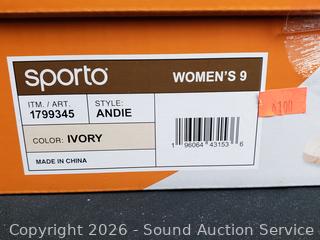 sporto®
WOMEN'S 9
ITM. / ART.
1799345
STYLE:
ANDIE
COLOR: IVORY
MADE IN CHINA
1 96064 43153 6
Copyright © 2026 - Sound Auction Service